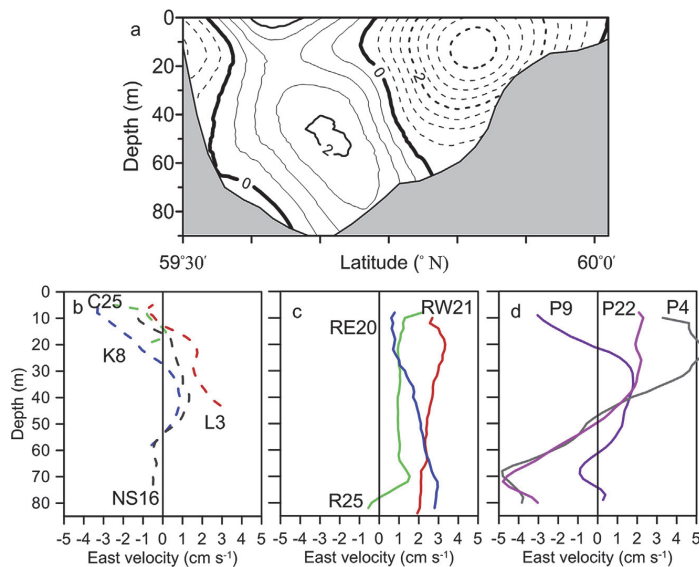 a
0
20
40
60
80
Depth (m)
0
2
0
2
59˚30'
Latitude (˚ N)
60˚0'
0
10
20
30
40
50
60
70
80
Depth (m)
b
C25
K8
L3
NS16
c
RE20
RW21
R25
d
P9
P22
P4
-5 -4 -3 -2 -1 0 1 2 3 4 5
East velocity (cm s-1)
-5 -4 -3 -2 -1 0 1 2 3 4 5
East velocity (cm s-1)
-5 -4 -3 -2 -1 0 1 2 3 4 5
East velocity (cm s-1)